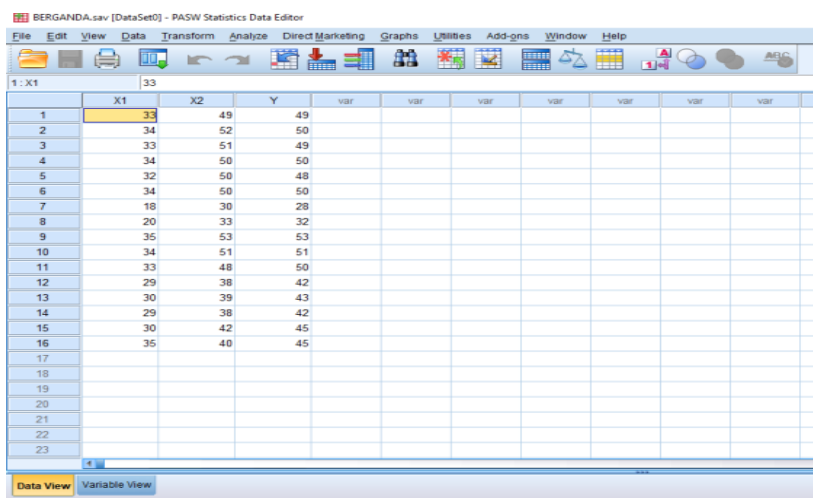 BERGANDA.sav [DataSet0] - PASW Statistics Data Editor
File Edit View Data Transform Analyze Direct Marketing Graphs Utilities Add-ons Window Help
1 : X1 33
X1 X2 Y var var var var var var var
1 33 49 49
2 34 52 50
3 33 51 49
4 34 50 50
5 32 50 48
6 34 50 50
7 18 30 28
8 20 33 32
9 35 53 53
10 34 51 51
11 33 48 50
12 29 38 42
13 30 39 43
14 29 38 42
15 30 42 45
16 35 40 45
17
18
19
20
21
22
23
Data View Variable View